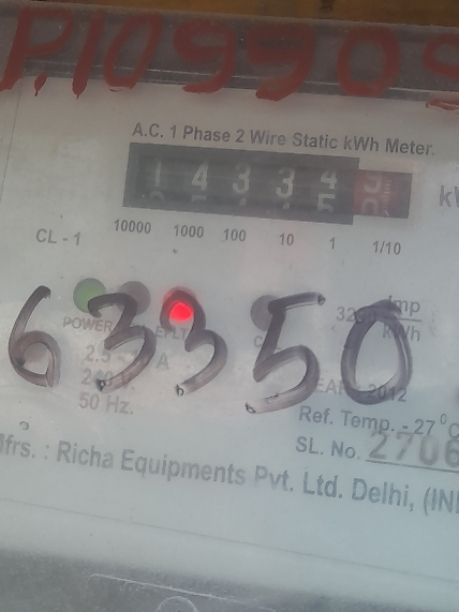 P.109909
A.C. 1 Phase 2 Wire Static kWh Meter.
1 4 3 3 4
CL - 1 10000 1000 100 10 1 1/10
63350
POWER
50 Hz.
Imp
kWh
2012
Ref. Temp. - 27°C
SL. No. 2706
Mfrs. : Richa Equipments Pvt. Ltd. Delhi, (IN